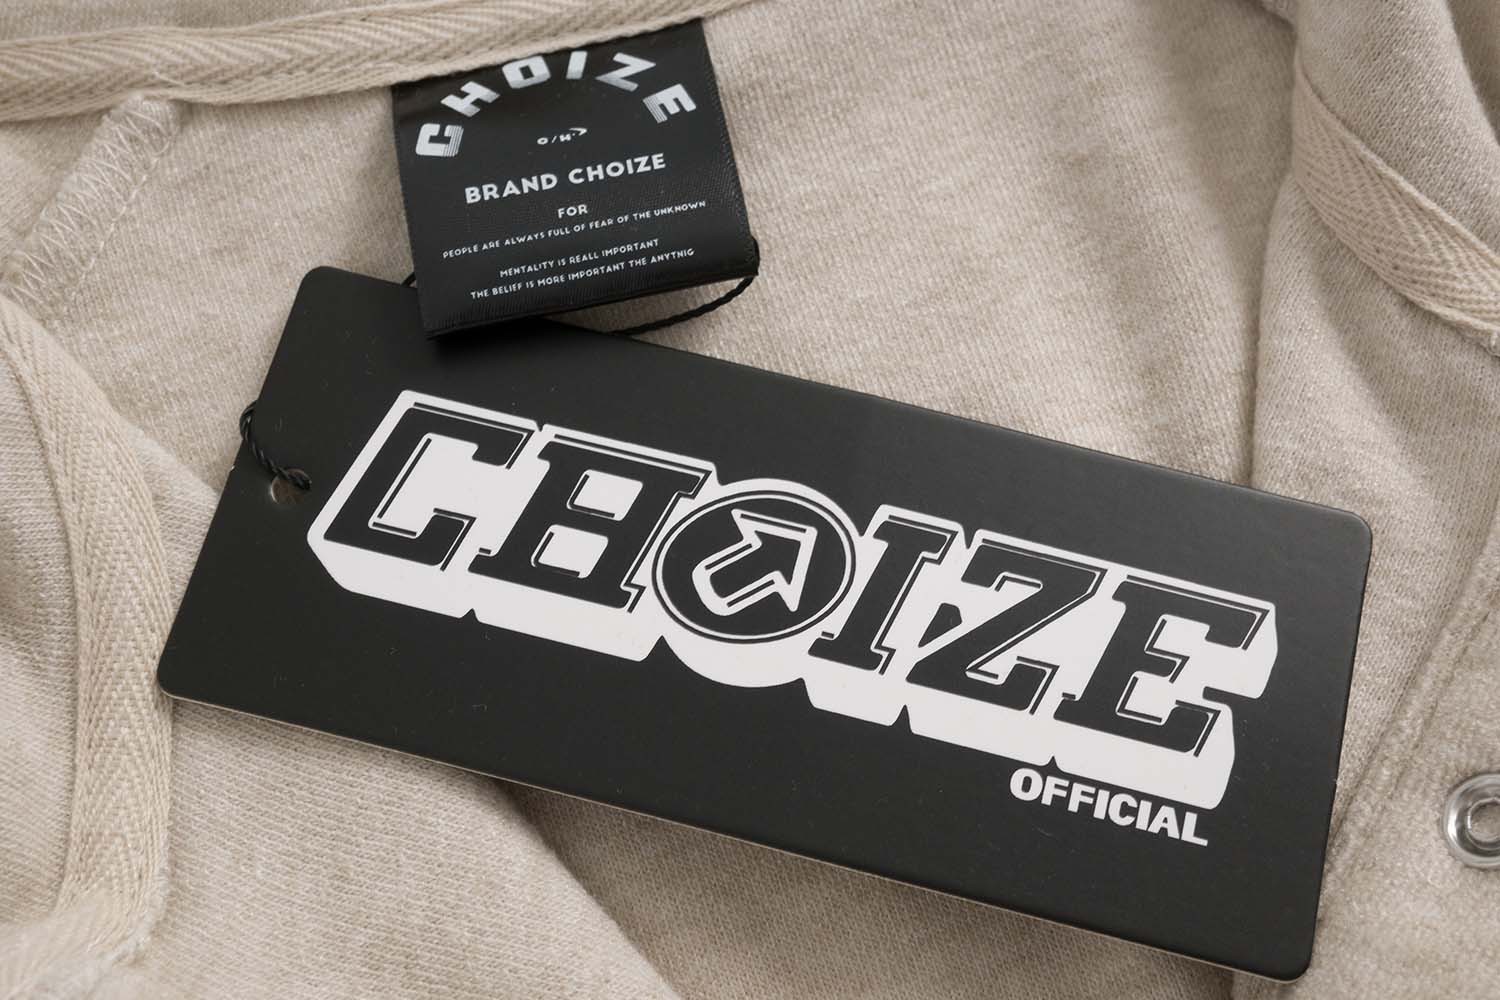 CHOIZE
BRAND CHOIZE
FOR
PEOPLE ARE ALWAYS FULL OF FEAR OF THE UNKNOWN
MENTALITY IS REALL IMPORTANT
THE BELIEF IS MORE IMPORTANT THE ANYTNIG
CHOIZE
OFFICIAL